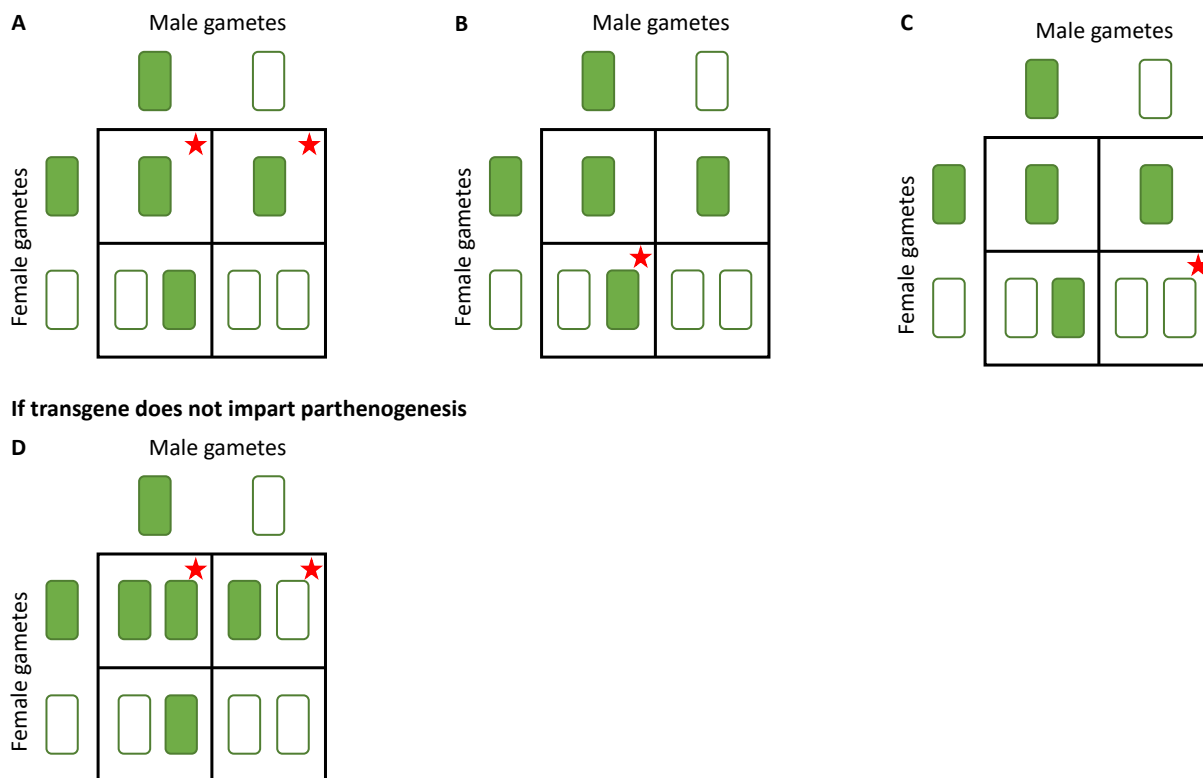 A
Male gametes
Female gametes
B
Male gametes
Female gametes
C
Male gametes
Female gametes
If transgene does not impart parthenogenesis
D
Male gametes
Female gametes